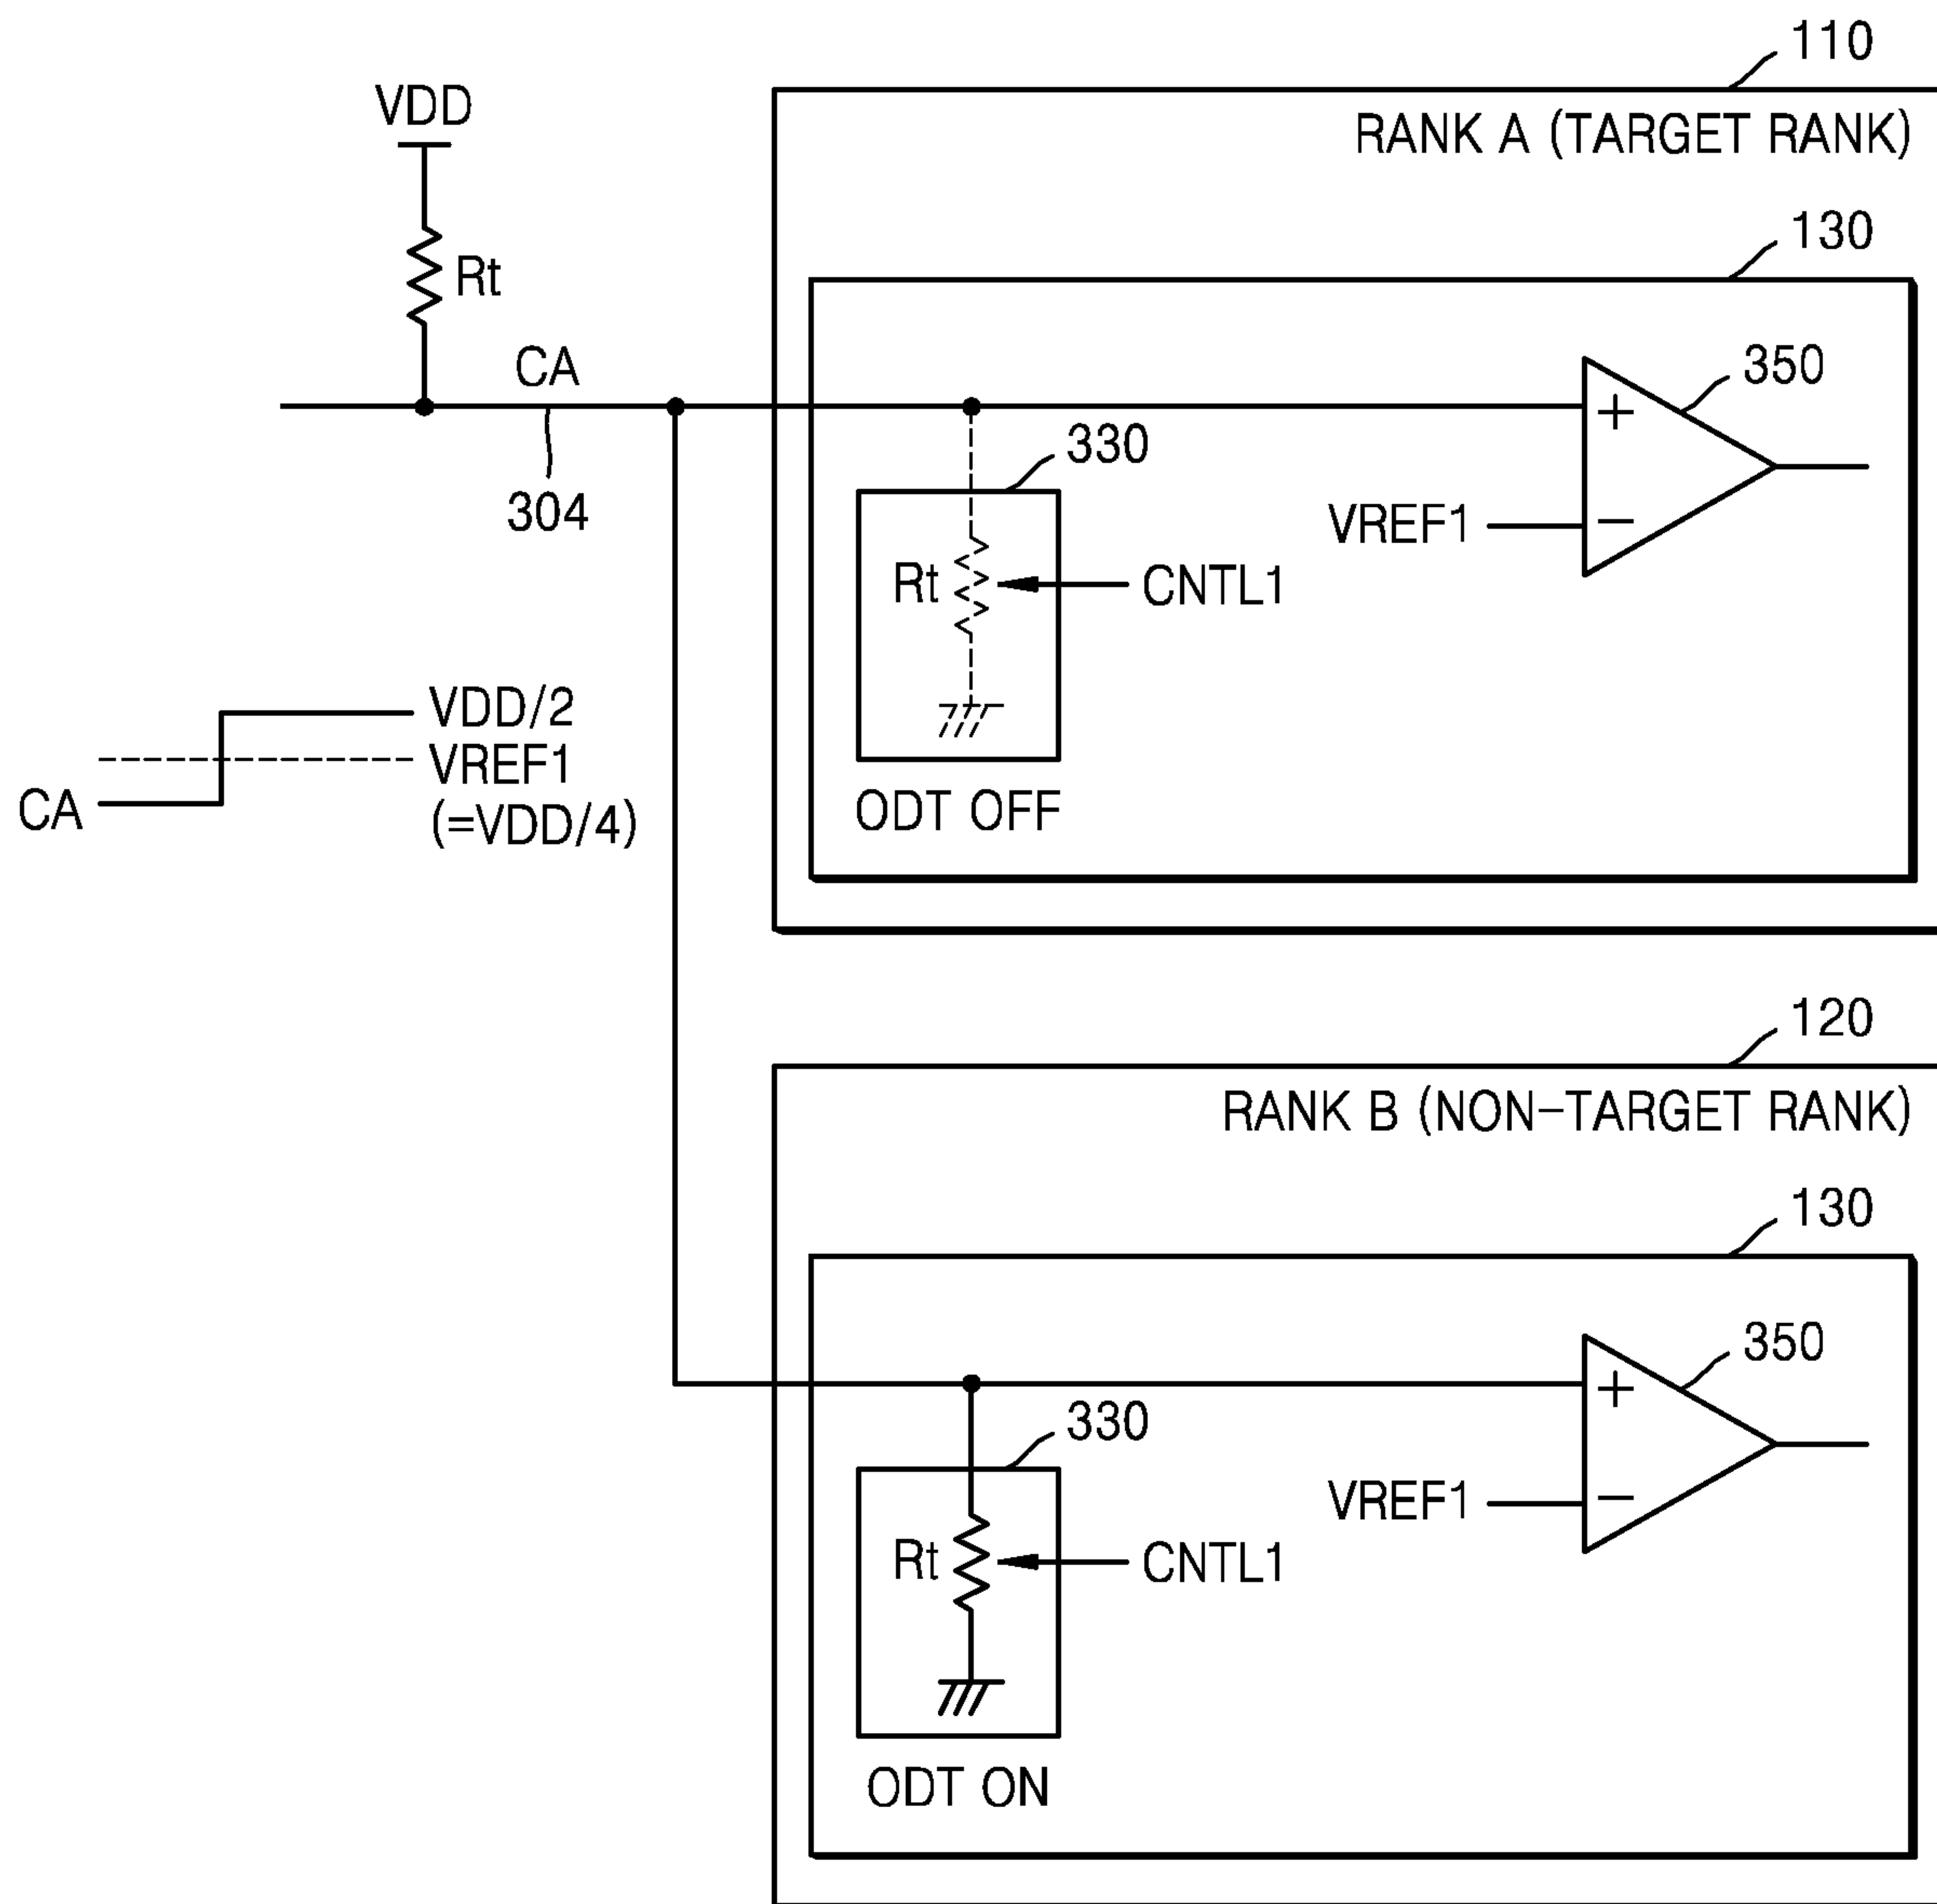 110
RANK A (TARGET RANK)
VDD
Rt
130
CA
304
350
+
330
VREF1
−
Rt
CNTL1
ODT OFF
VDD/2
VREF1
(=VDD/4)
CA
120
RANK B (NON-TARGET RANK)
130
350
+
330
VREF1
−
Rt
CNTL1
ODT ON